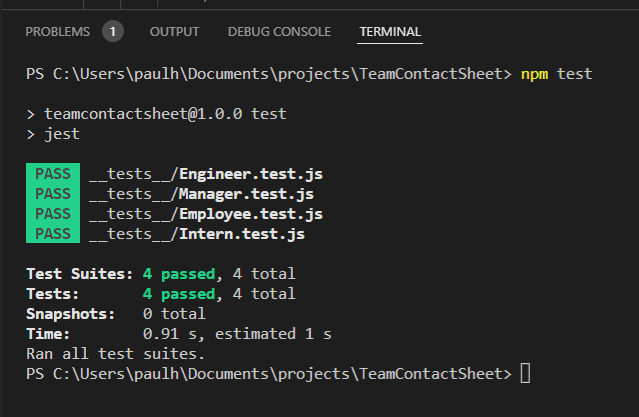 PROBLEMS 1 OUTPUT DEBUG CONSOLE TERMINAL
PS C:\Users\paulh\Documents\projects\TeamContactSheet> npm test
> teamcontactsheet@1.0.0 test
> jest
PASS __tests__/Engineer.test.js
PASS __tests__/Manager.test.js
PASS __tests__/Employee.test.js
PASS __tests__/Intern.test.js
Test Suites: 4 passed, 4 total
Tests: 4 passed, 4 total
Snapshots: 0 total
Time: 0.91 s, estimated 1 s
Ran all test suites.
PS C:\Users\paulh\Documents\projects\TeamContactSheet>